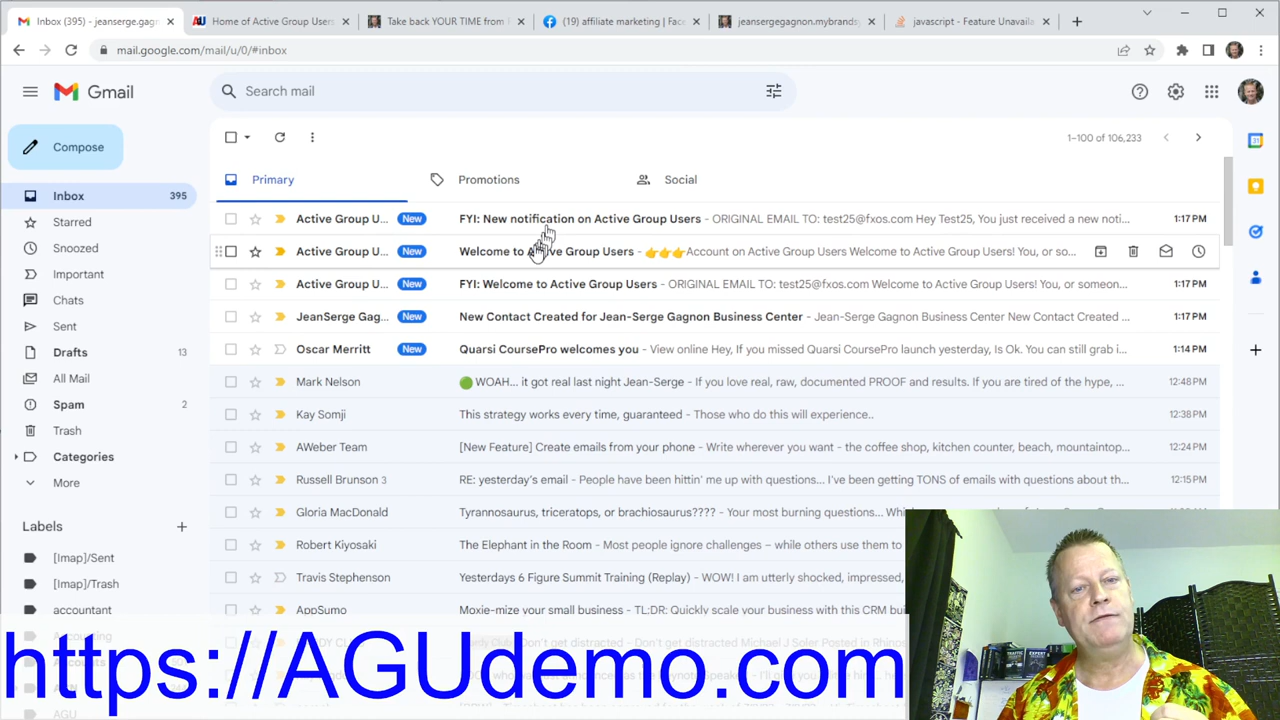 Inbox (395) - jeanserge.gagn
Home of Active Group Users
Take back YOUR TIME from F
(19) affiliate marketing | Fac
jeansergegagnon.mybrands
javascript - Feature Unavaila
mail.google.com/mail/u/0/#inbox
Gmail
Search mail
Compose
1–100 of 106,233
Inbox 395
Starred
Snoozed
Important
Chats
Sent
Drafts 13
All Mail
Spam 2
Trash
Categories
More
Labels
[Imap]/Sent
[Imap]/Trash
accountant
Primary
Promotions
Social
Active Group U... New FYI: New notification on Active Group Users - ORIGINAL EMAIL TO: test25@fxos.com Hey Test25, You just received a new noti... 1:17 PM
Active Group U... New Welcome to Active Group Users - 👉👉👉Account on Active Group Users Welcome to Active Group Users! You, or so...
Active Group U... New FYI: Welcome to Active Group Users - ORIGINAL EMAIL TO: test25@fxos.com Welcome to Active Group Users! You, or someon... 1:17 PM
JeanSerge Gag... New New Contact Created for Jean-Serge Gagnon Business Center - Jean-Serge Gagnon Business Center New Contact Created ... 1:17 PM
Oscar Merritt New Quarsi CoursePro welcomes you - View online Hey, If you missed Quarsi CoursePro launch yesterday, Is Ok. You can still grab i... 1:14 PM
Mark Nelson 🟢 WOAH... it got real last night Jean-Serge - If you love real, raw, documented PROOF and results. If you are tired of the hype, ... 12:48 PM
Kay Somji This strategy works every time, guaranteed - Those who do this will experience.. 12:38 PM
AWeber Team [New Feature] Create emails from your phone - Write wherever you want - the coffee shop, kitchen counter, beach, mountaintop... 12:24 PM
Russell Brunson 3 RE: yesterday's email - People have been hittin' me up with questions... I've been getting TONS of emails with questions about th... 12:15 PM
Gloria MacDonald Tyrannosaurus, triceratops, or brachiosaurus???? - Your most burning questions...
Robert Kiyosaki The Elephant in the Room - Most people ignore challenges – while others use them to
Travis Stephenson Yesterdays 6 Figure Summit Training (Replay) - WOW! I am utterly shocked, impressed,
AppSumo Moxie-mize your small business - TL:DR: Quickly scale your business with this CRM
https://AGUdemo.com
AGU